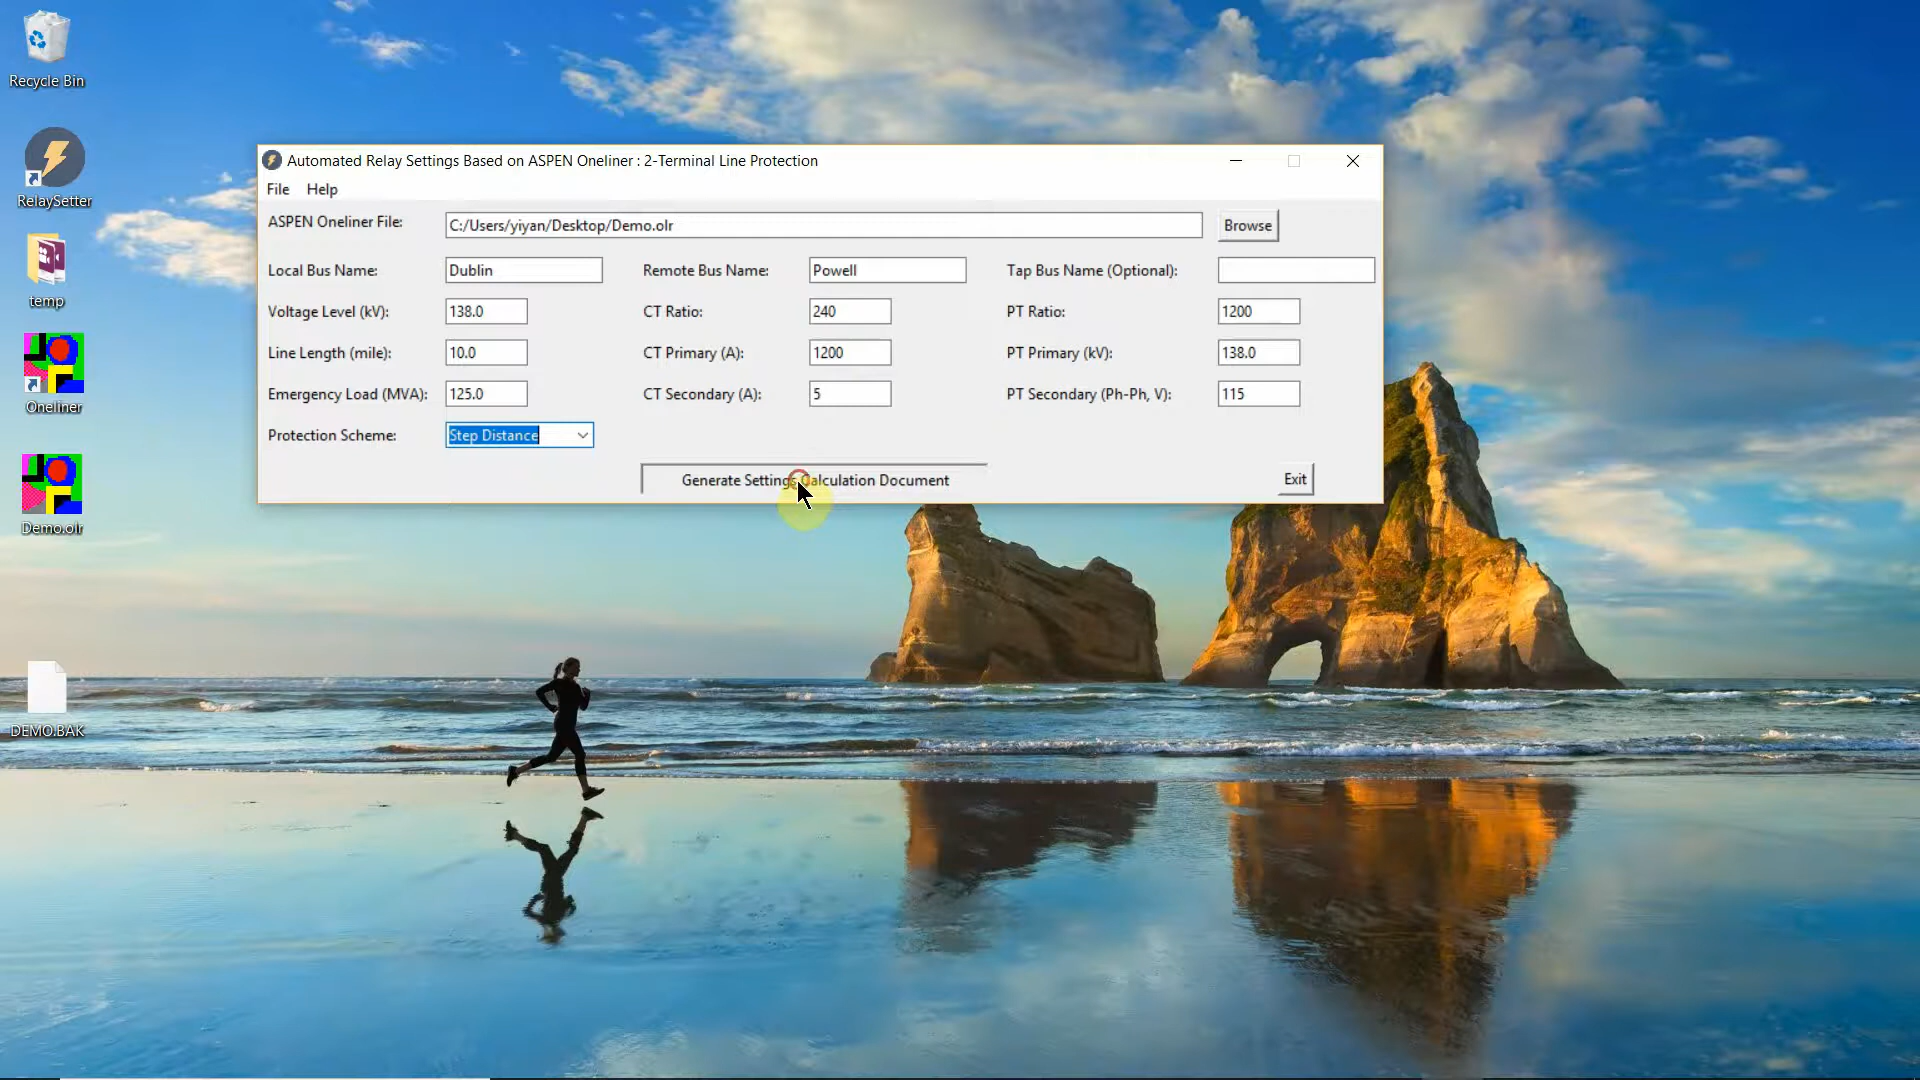 Recycle Bin
RelaySetter
temp
Oneliner
Demo.olr
DEMO.BAK
Automated Relay Settings Based on ASPEN Oneliner : 2-Terminal Line Protection
File Help
ASPEN Oneliner File: C:/Users/yiyan/Desktop/Demo.olr Browse
Local Bus Name: Dublin Remote Bus Name: Powell Tap Bus Name (Optional):
Voltage Level (kV): 138.0 CT Ratio: 240 PT Ratio: 1200
Line Length (mile): 10.0 CT Primary (A): 1200 PT Primary (kV): 138.0
Emergency Load (MVA): 125.0 CT Secondary (A): 5 PT Secondary (Ph-Ph, V): 115
Protection Scheme: Step Distance
Generate Settings Calculation Document Exit